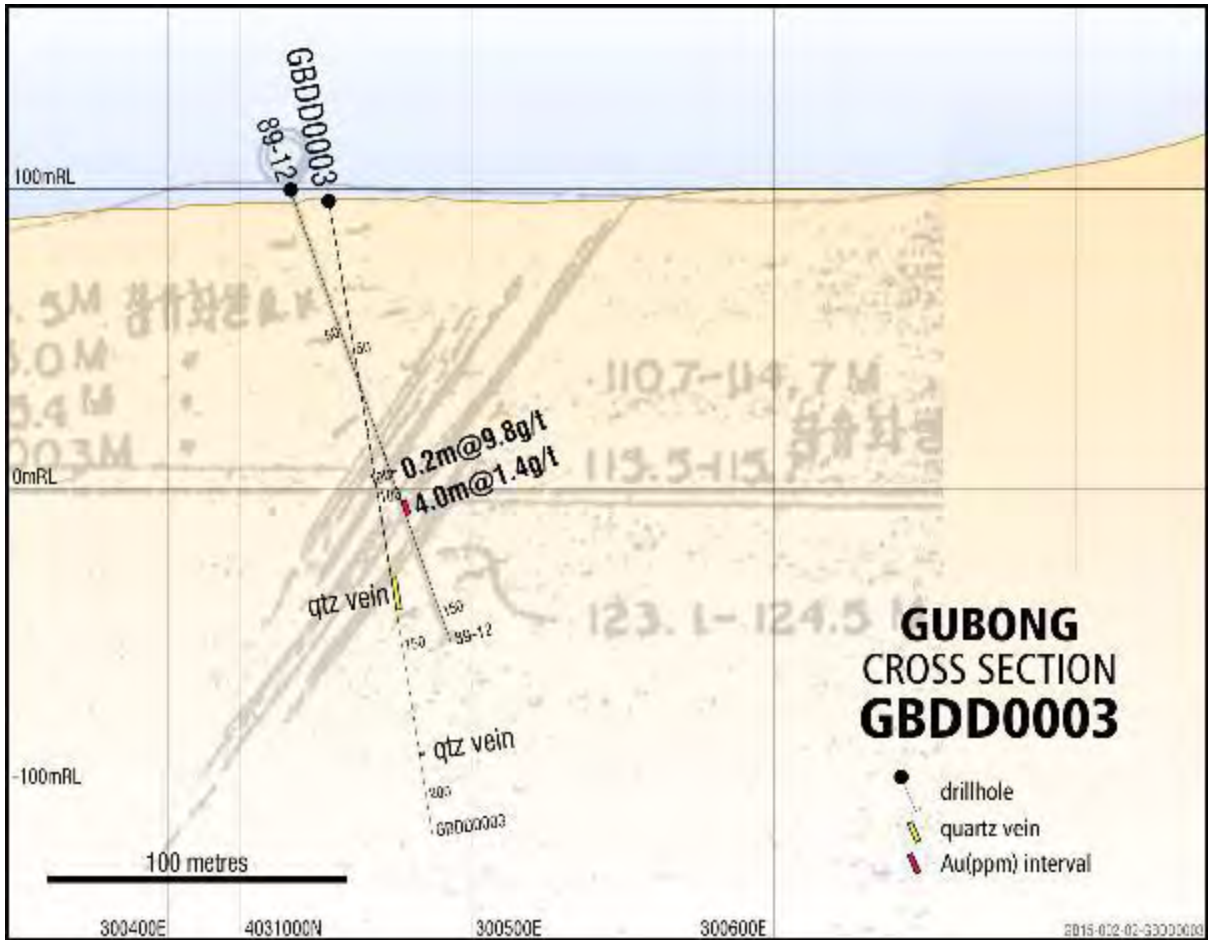 GBDD0003
89-12
100mRL
50
50
110.7-114.7M
0.2m@9.8g/t
0mRL
100
4.0m@1.4g/t
115.5-115.
qtz vein
150
89-12
150
123.1-124.5 M
GUBONG
CROSS SECTION
GBDD0003
qtz vein
-100mRL
drillhole
200
GBDD0003
quartz vein
100 metres
Au(ppm) interval
300400E
4031000N
300500E
300600E